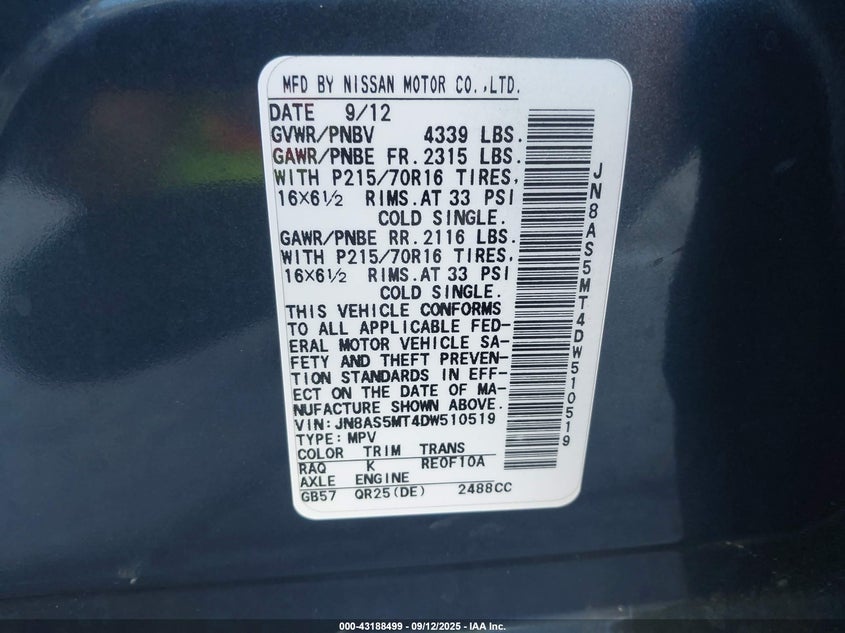 MFD BY NISSAN MOTOR CO.,LTD.
DATE 9/12
GVWR/PNBV 4339 LBS.
GAWR/PNBE FR. 2315 LBS.
WITH P215/70R16 TIRES,
16×6½ RIMS.AT 33 PSI
COLD SINGLE.
GAWR/PNBE RR. 2116 LBS.
WITH P215/70R16 TIRES,
16×6½ RIMS.AT 33 PSI
COLD SINGLE.
THIS VEHICLE CONFORMS
TO ALL APPLICABLE FED-
ERAL MOTOR VEHICLE SA-
FETY AND THEFT PREVEN-
TION STANDARDS IN EFF-
ECT ON THE DATE OF MA-
NUFACTURE SHOWN ABOVE.
VIN: JN8AS5MT4DW510519
TYPE: MPV
COLOR TRIM TRANS
RAQ K RE0F10A
AXLE ENGINE
GB57 QR25(DE) 2488CC
JN8AS5MT4DW510519
000-43188499 - 09/12/2025 - IAA Inc.